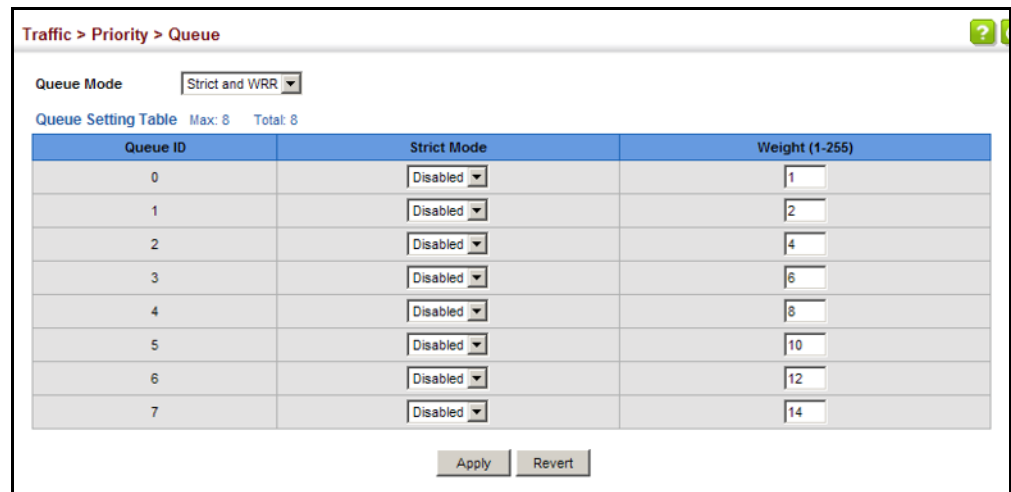 Traffic > Priority > Queue
?
Queue Mode Strict and WRR
Queue Setting Table Max: 8 Total: 8
Queue ID Strict Mode Weight (1-255)
0 Disabled 1
1 Disabled 2
2 Disabled 4
3 Disabled 6
4 Disabled 8
5 Disabled 10
6 Disabled 12
7 Disabled 14
Apply Revert